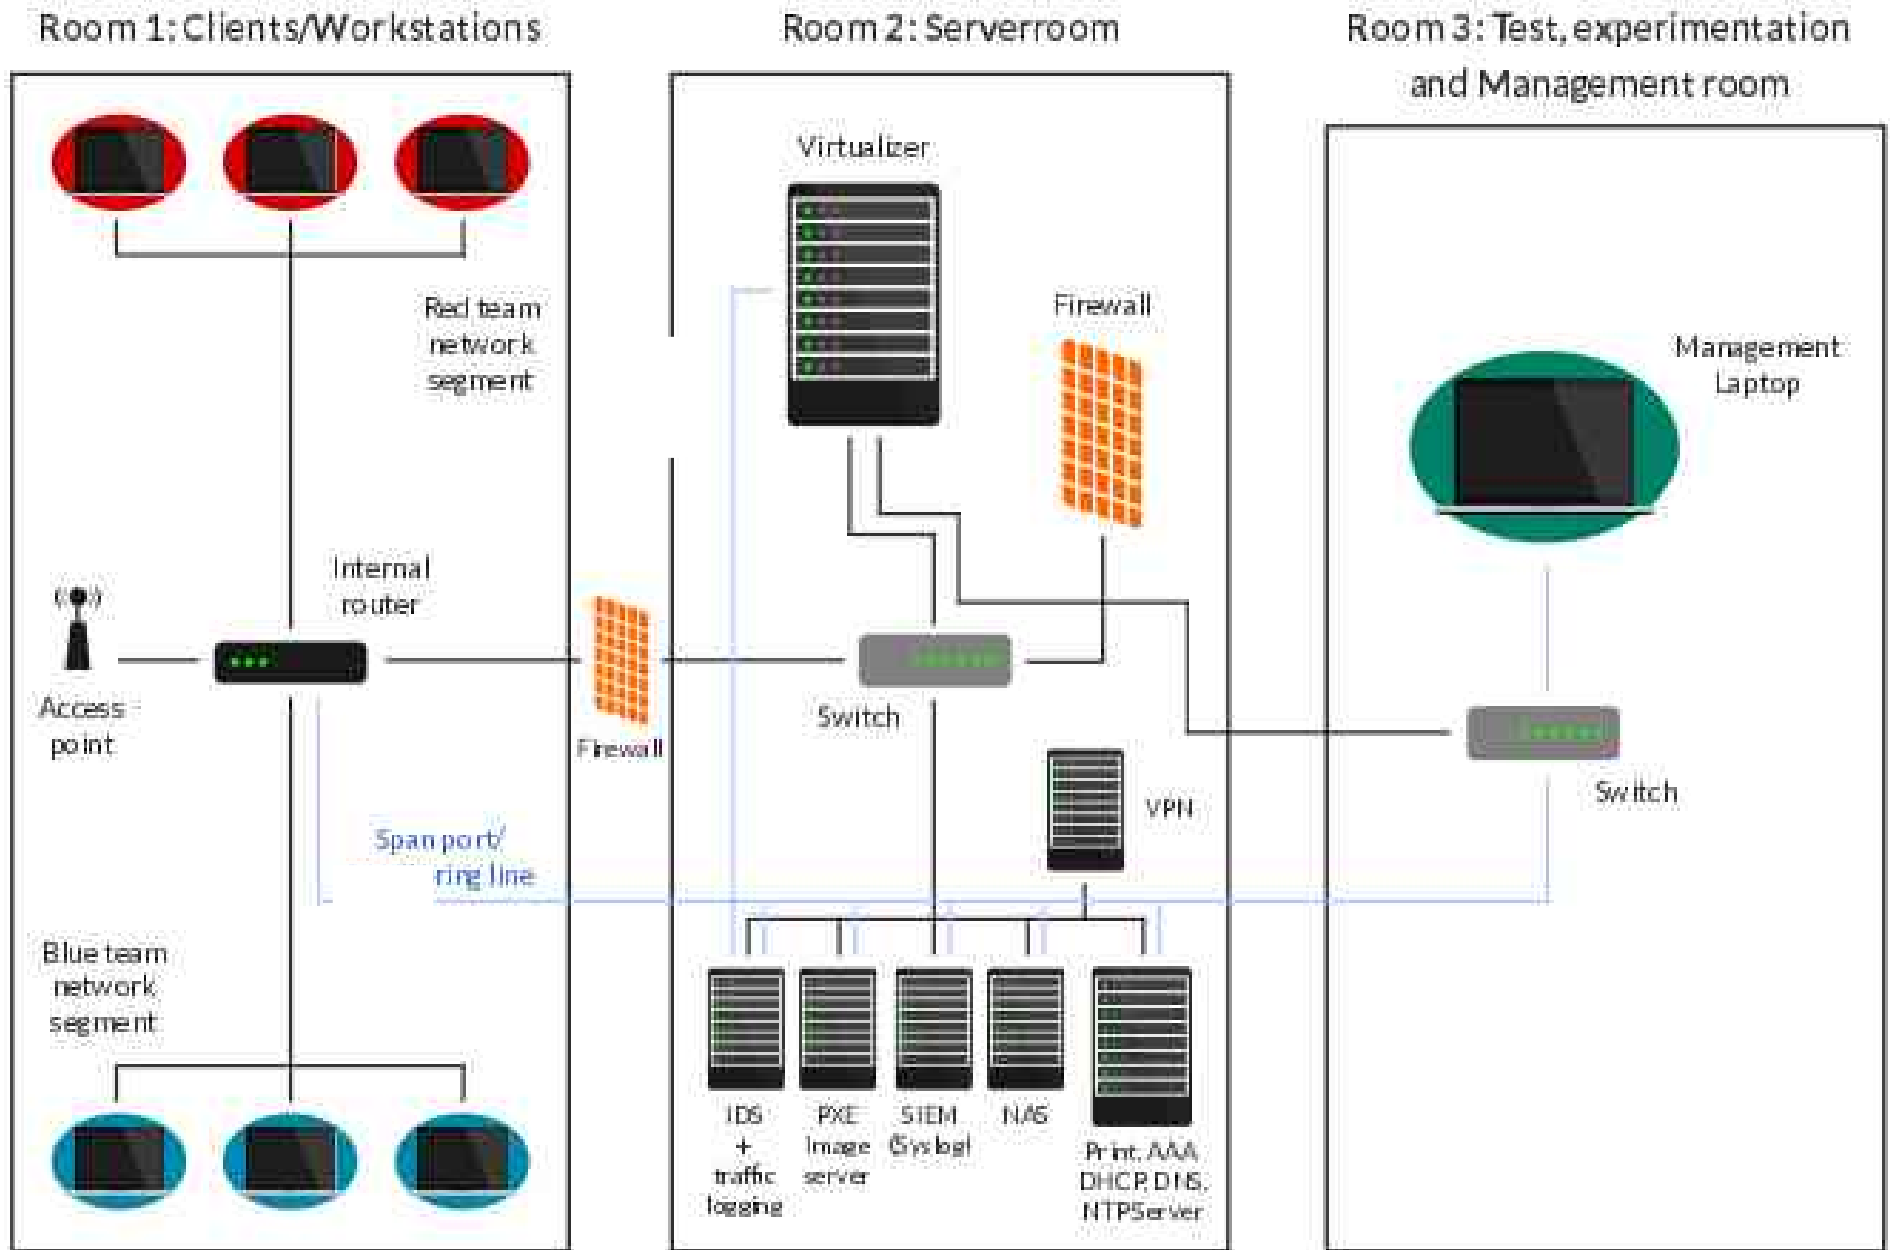 Room 1: Clients/Workstations
Room 2: Serverroom
Room 3: Test, experimentation
and Management room
Virtualizer
Firewall
Red team
network
segment
Management
Laptop
Internal
router
Access
point
Switch
Firewall
Switch
VPN
Span port/
ring line
Blue team
network
segment
IDS
+
traffic
logging
PXE
Image
server
SIEM
(Syslog)
NAS
Print, AAA
DHCP, DNS,
NTPServer